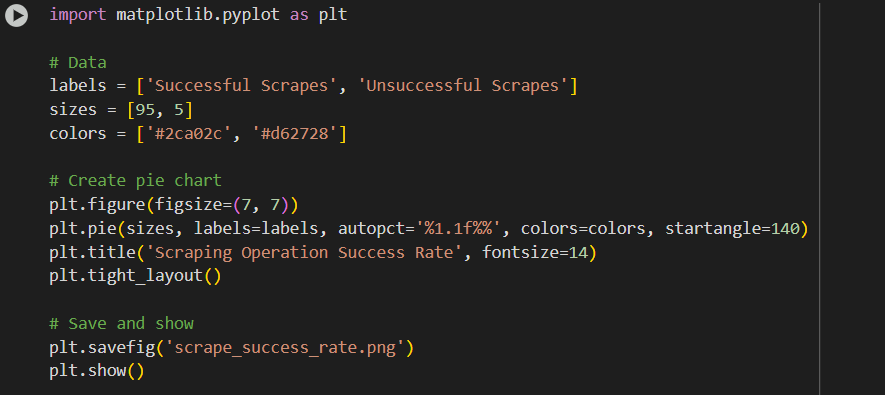 import matplotlib.pyplot as plt
# Data
labels = ['Successful Scrapes', 'Unsuccessful Scrapes']
sizes = [95, 5]
colors = ['#2ca02c', '#d62728']
# Create pie chart
plt.figure(figsize=(7, 7))
plt.pie(sizes, labels=labels, autopct='%1.1f%%', colors=colors, startangle=140)
plt.title('Scraping Operation Success Rate', fontsize=14)
plt.tight_layout()
# Save and show
plt.savefig('scrape_success_rate.png')
plt.show()